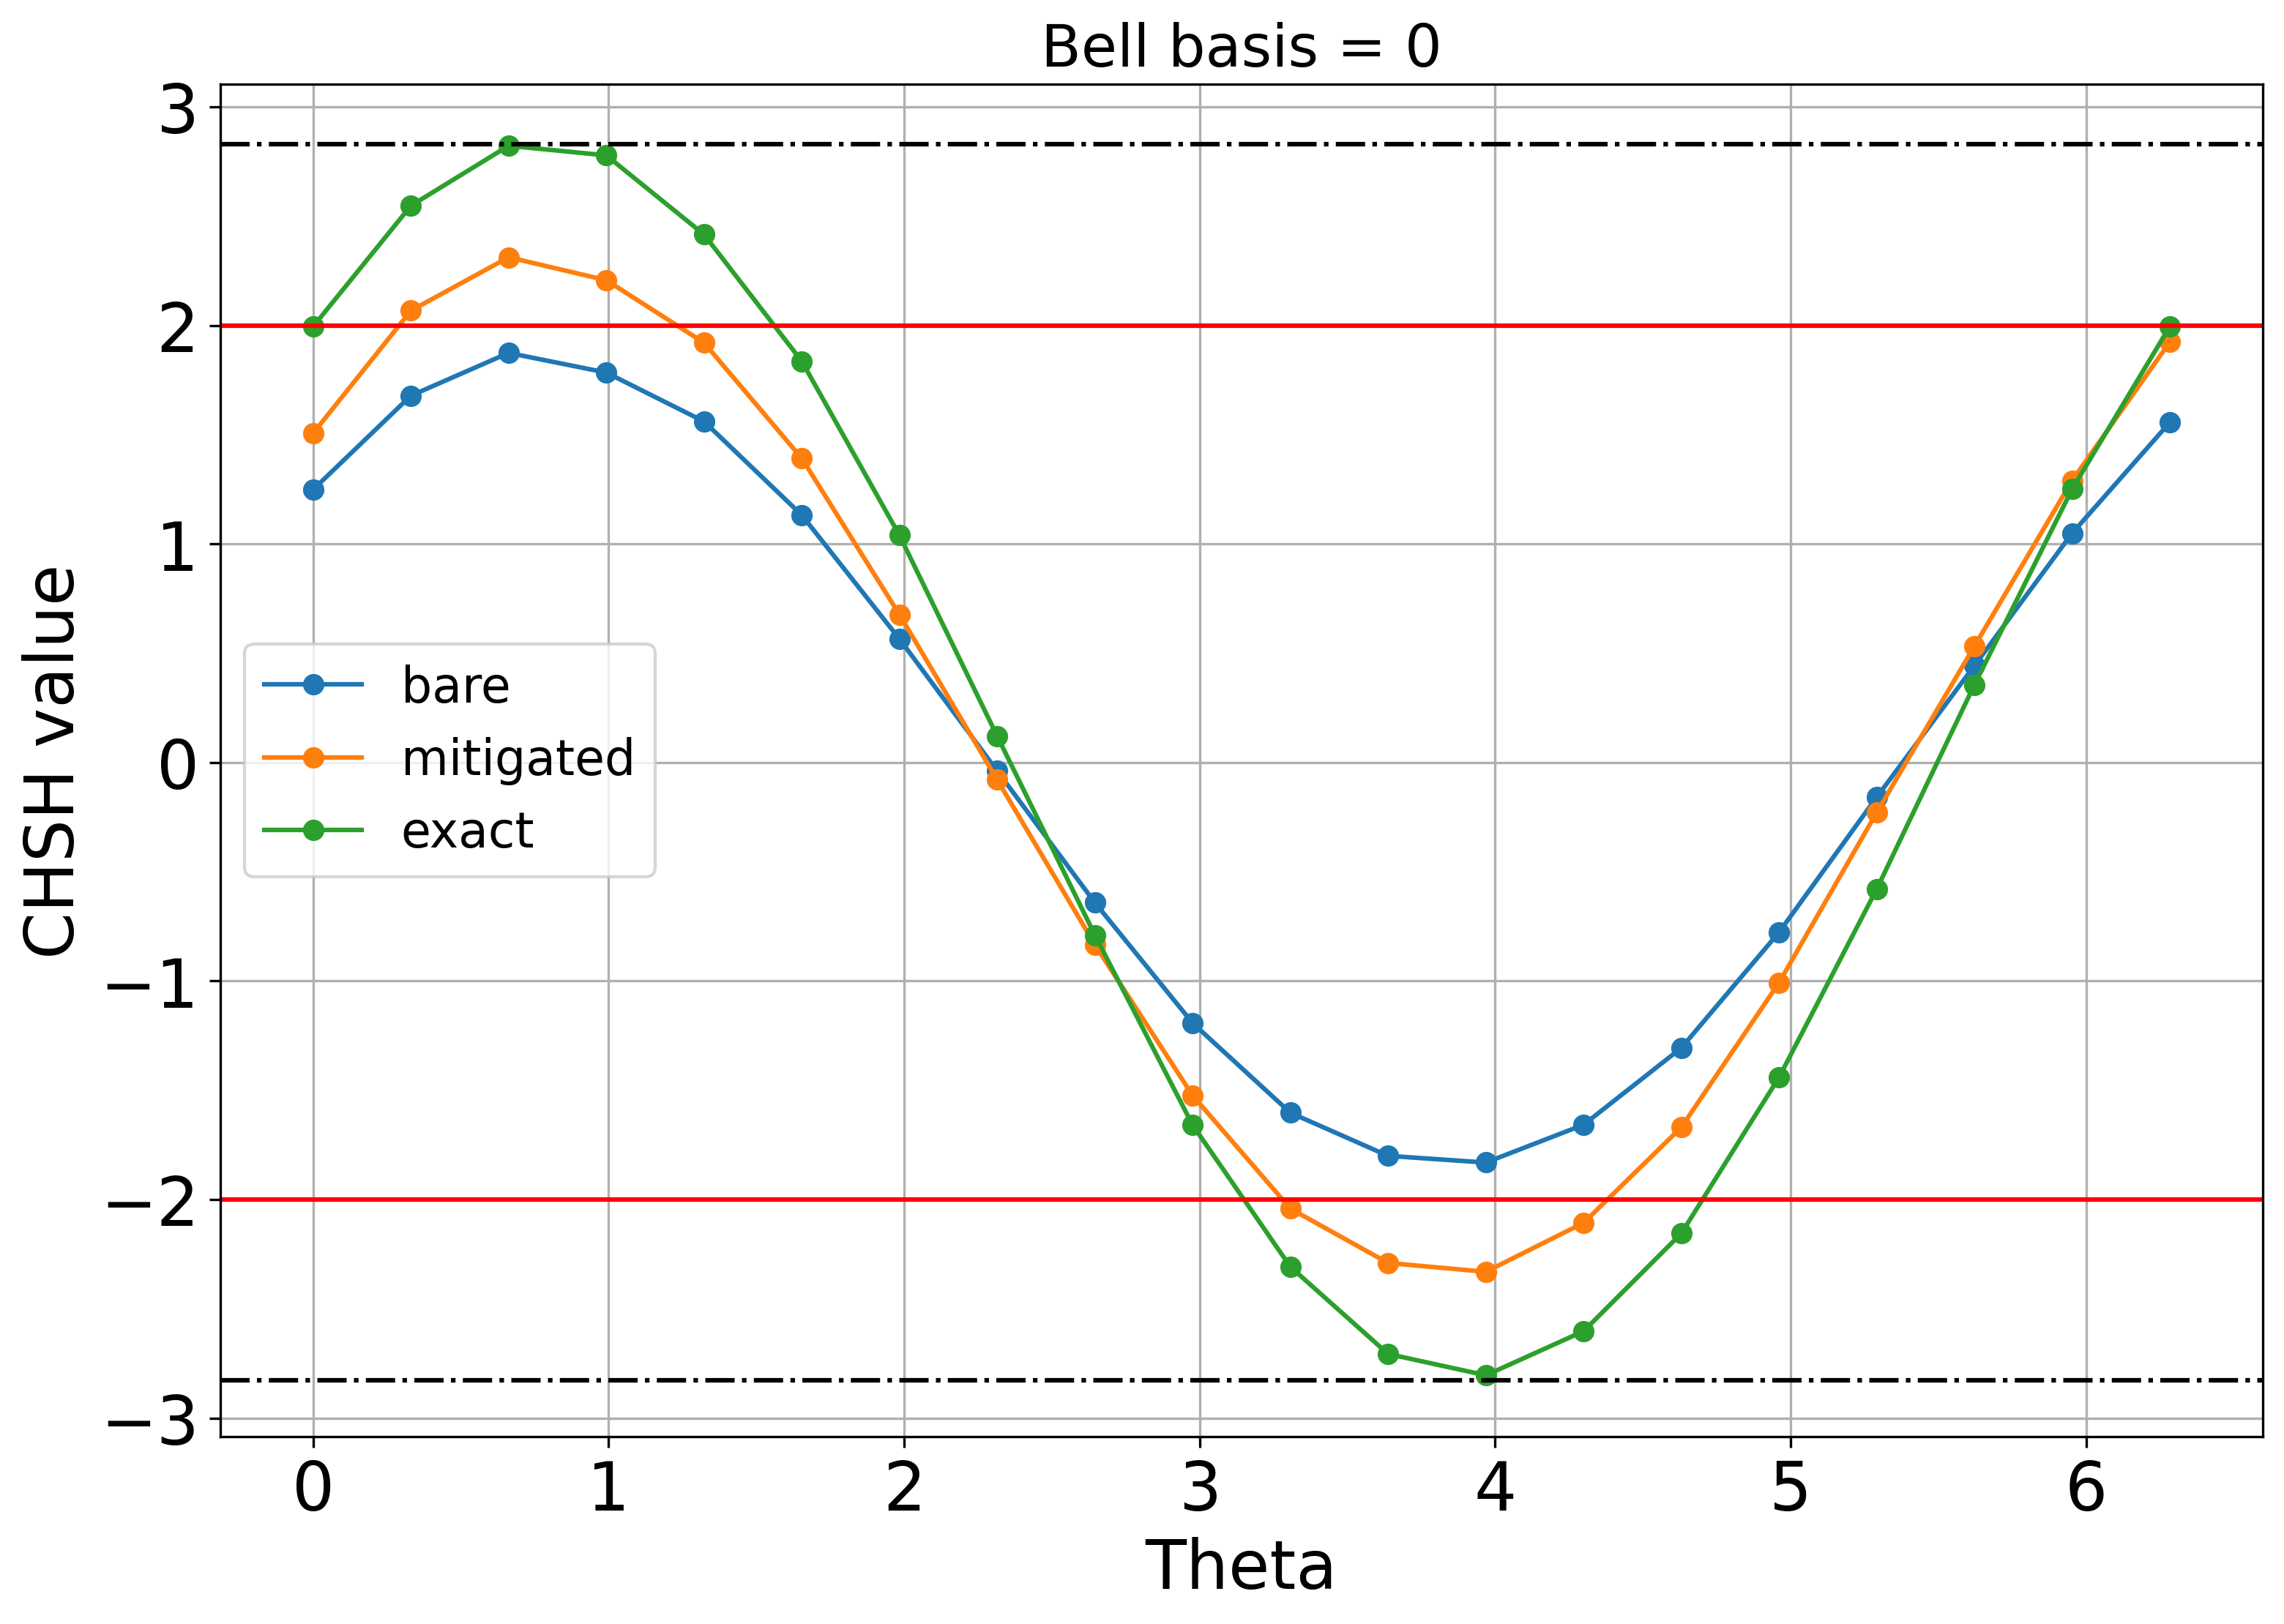 Bell basis = 0
3
2
1
0
−1
−2
−3
CHSH value
bare
mitigated
exact
0 1 2 3 4 5 6
Theta